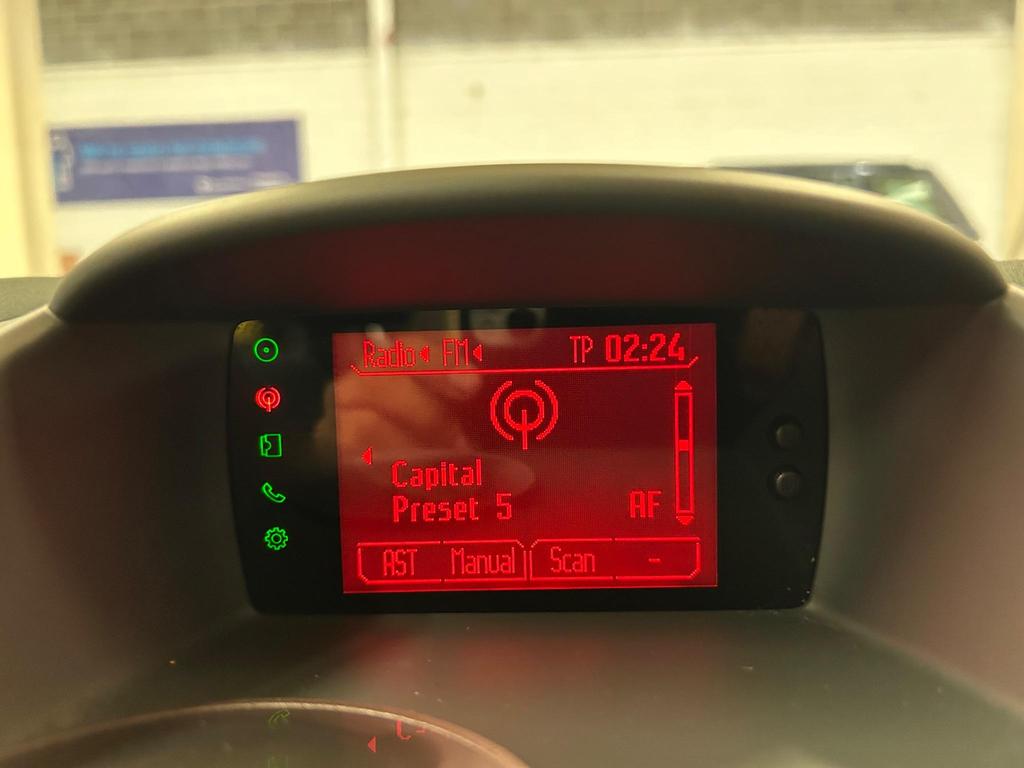 Radio FM TP 02:24
Capital
Preset 5 AF
AST Manual Scan -